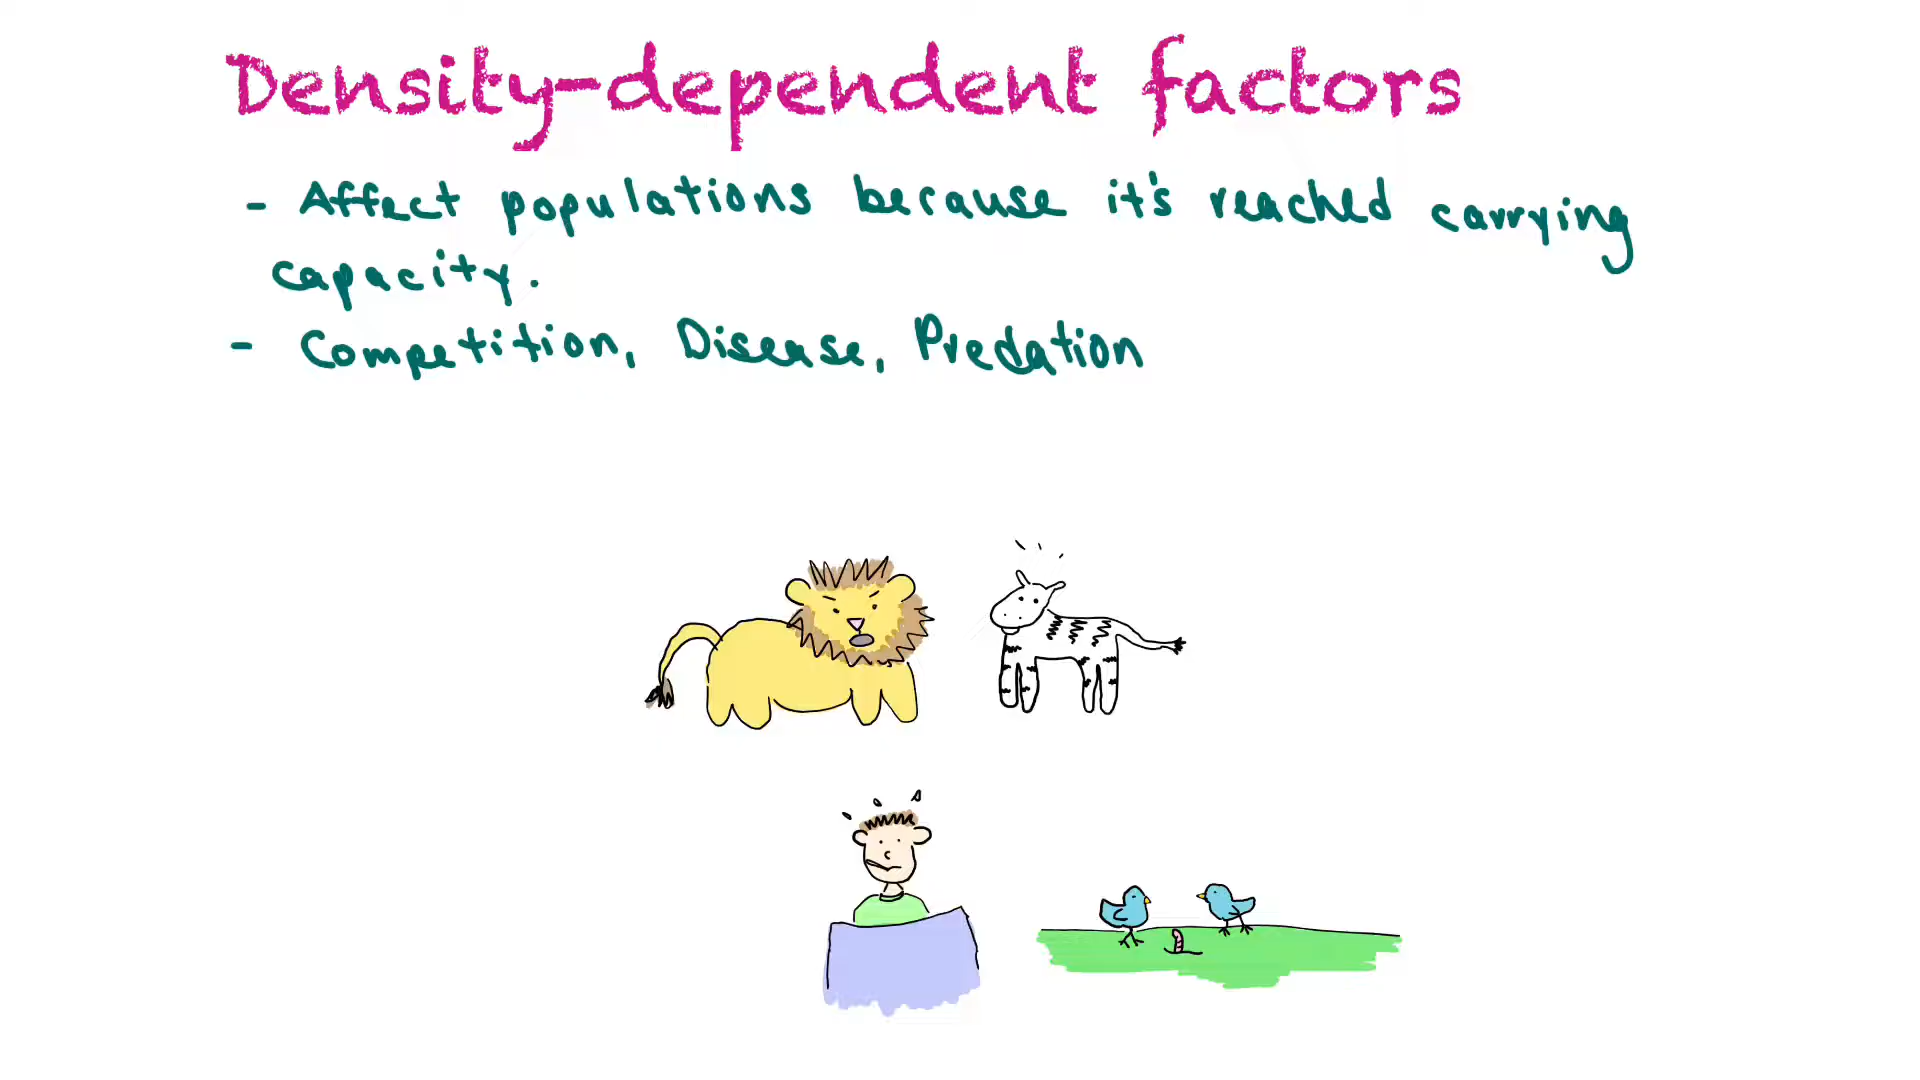 Density-dependent factors
- Affect populations because it's reached carrying
capacity.
- Competition, Disease, Predation